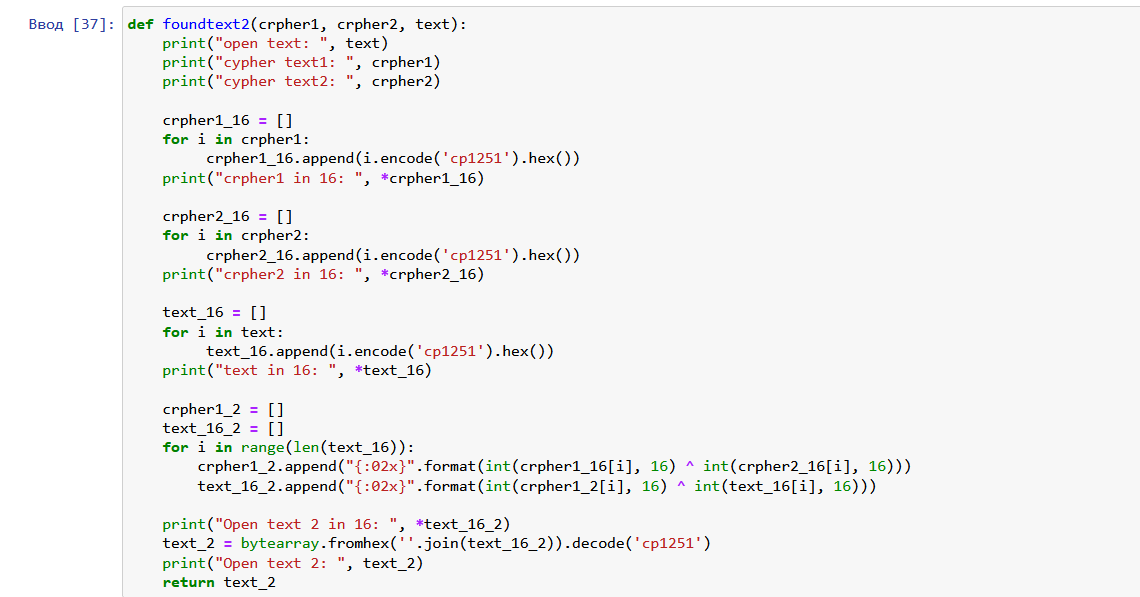 Ввод [37]: def foundtext2(crpher1, crpher2, text):
    print("open text: ", text)
    print("cypher text1: ", crpher1)
    print("cypher text2: ", crpher2)

    crpher1_16 = []
    for i in crpher1:
         crpher1_16.append(i.encode('cp1251').hex())
    print("crpher1 in 16: ", *crpher1_16)

    crpher2_16 = []
    for i in crpher2:
         crpher2_16.append(i.encode('cp1251').hex())
    print("crpher2 in 16: ", *crpher2_16)

    text_16 = []
    for i in text:
         text_16.append(i.encode('cp1251').hex())
    print("text in 16: ", *text_16)

    crpher1_2 = []
    text_16_2 = []
    for i in range(len(text_16)):
        crpher1_2.append("{:02x}".format(int(crpher1_16[i], 16) ^ int(crpher2_16[i], 16)))
        text_16_2.append("{:02x}".format(int(crpher1_2[i], 16) ^ int(text_16[i], 16)))

    print("Open text 2 in 16: ", *text_16_2)
    text_2 = bytearray.fromhex(''.join(text_16_2)).decode('cp1251')
    print("Open text 2: ", text_2)
    return text_2